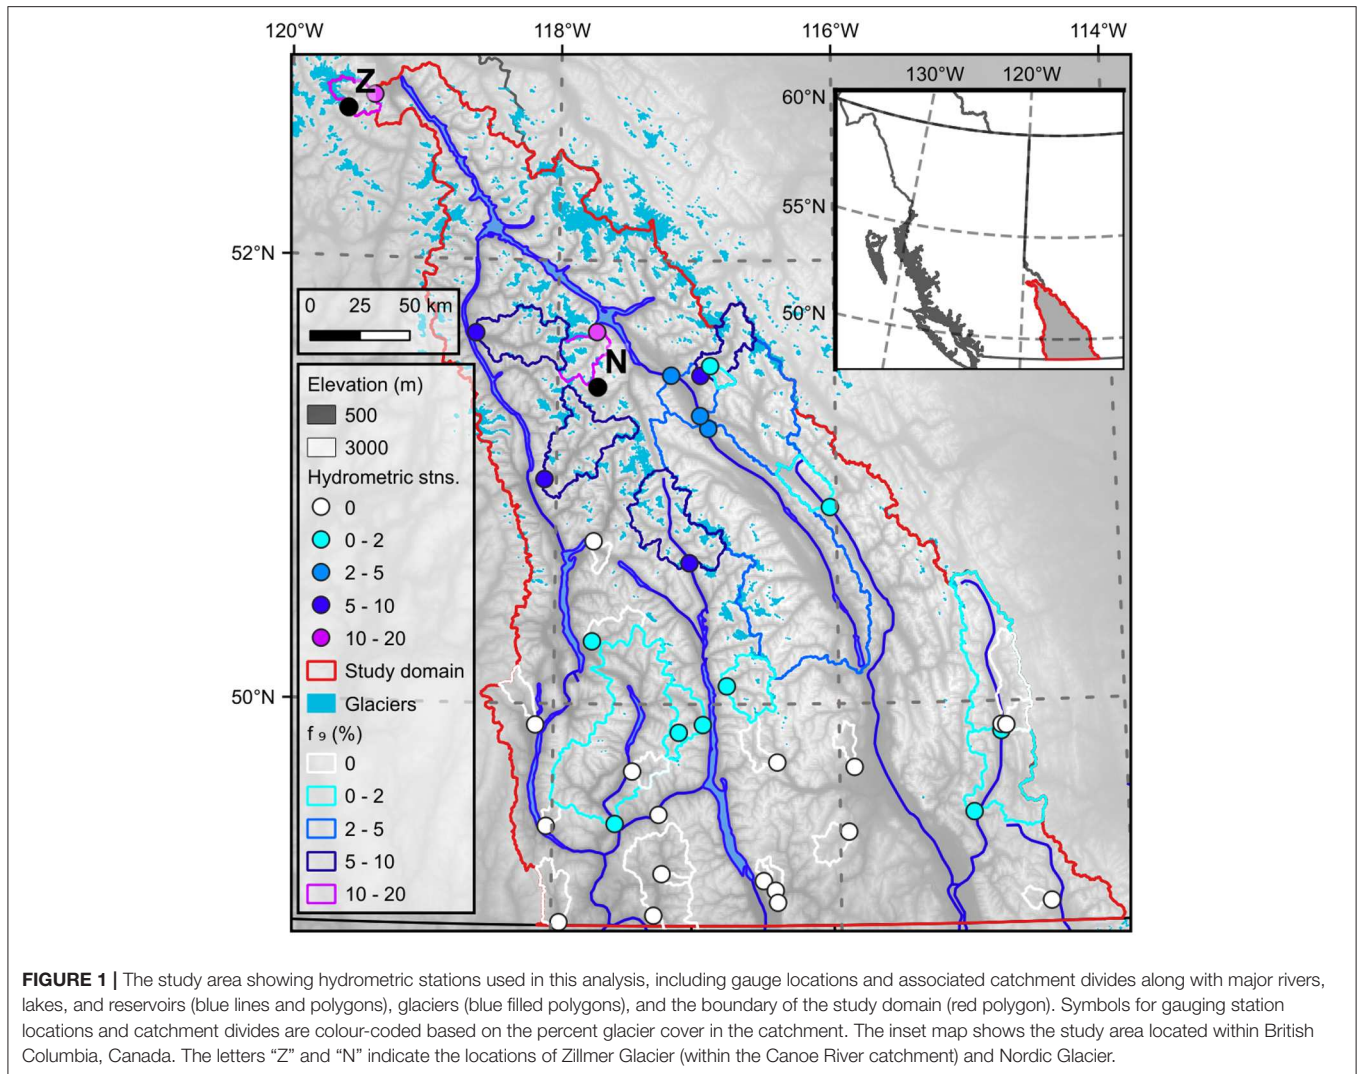 120°W 118°W 116°W 114°W
Z
130°W 120°W
60°N
55°N
52°N
50°N
0 25 50 km
N
Elevation (m)
500
3000
Hydrometric stns.
0
0 - 2
2 - 5
5 - 10
10 - 20
Study domain
50°N
Glaciers
f g (%)
0
0 - 2
2 - 5
5 - 10
10 - 20
FIGURE 1 | The study area showing hydrometric stations used in this analysis, including gauge locations and associated catchment divides along with major rivers,
lakes, and reservoirs (blue lines and polygons), glaciers (blue filled polygons), and the boundary of the study domain (red polygon). Symbols for gauging station
locations and catchment divides are colour-coded based on the percent glacier cover in the catchment. The inset map shows the study area located within British
Columbia, Canada. The letters “Z” and “N” indicate the locations of Zillmer Glacier (within the Canoe River catchment) and Nordic Glacier.